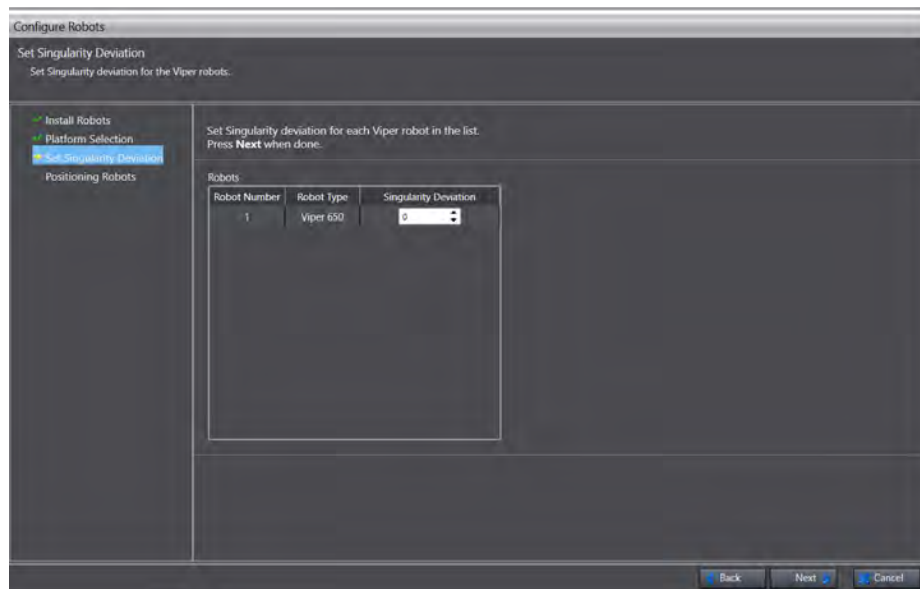 Configure Robots
Set Singularity Deviation
Set Singularity deviation for the Viper robots.
Install Robots
Platform Selection
Set Singularity Deviation
Positioning Robots
Set Singularity deviation for each Viper robot in the list.
Press Next when done.
Robots
Robot Number Robot Type Singularity Deviation
1 Viper 650 0
Back Next Cancel